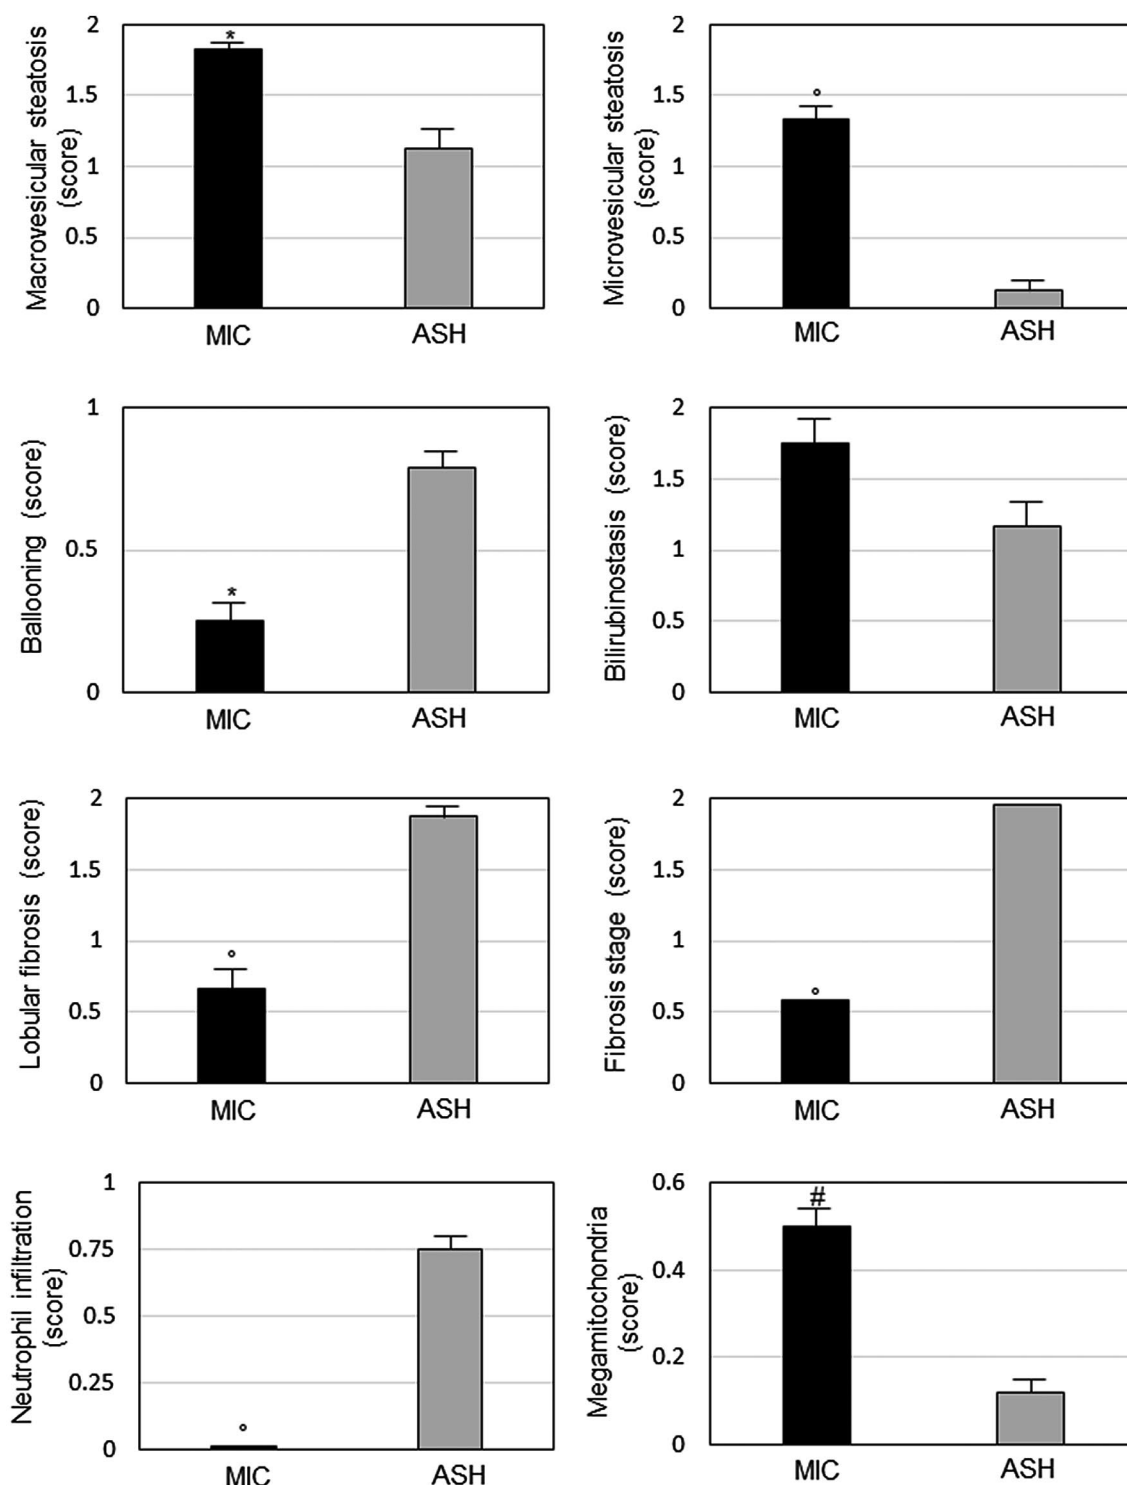 Macrovesicular steatosis
(score)
2
*
1.5
1
0.5
0
MIC
ASH
Microvesicular steatosis
(score)
2
°
1.5
1
0.5
0
MIC
ASH
Ballooning (score)
1
0.5
*
0
MIC
ASH
Bilirubinostasis (score)
2
1.5
1
0.5
0
MIC
ASH
Lobular fibrosis (score)
2
1.5
1
°
0.5
0
MIC
ASH
Fibrosis stage (score)
2
1.5
1
°
0.5
0
MIC
ASH
Neutrophil infiltration
(score)
1
0.75
0.5
0.25
°
0
MIC
ASH
Megamitochondria
(score)
0.6
#
0.4
0.2
0
MIC
ASH